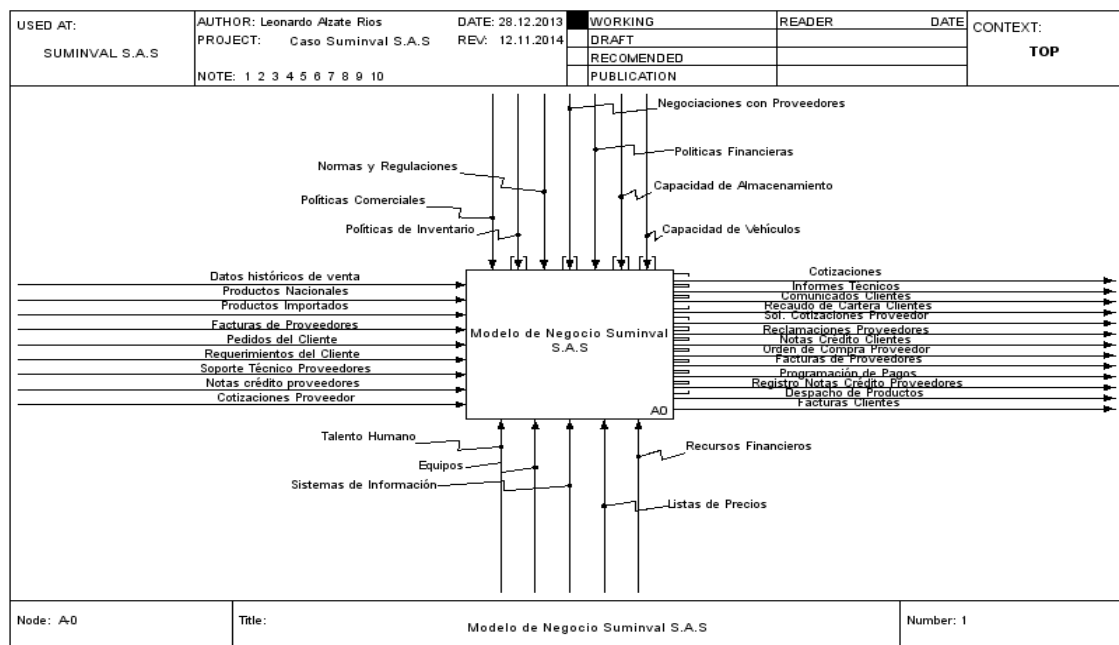 USED AT:
SUMINVAL S.A.S
AUTHOR: Leonardo Alzate Rios
DATE: 28.12.2013
PROJECT: Caso Suminval S.A.S
REV: 12.11.2014
NOTE: 1 2 3 4 5 6 7 8 9 10
WORKING
DRAFT
RECOMENDED
PUBLICATION
READER
DATE
CONTEXT:
TOP
Negociaciones con Proveedores
Politicas Financieras
Normas y Regulaciones
Capacidad de Almacenamiento
Políticas Comerciales
Políticas de Inventario
Capacidad de Vehículos
Datos históricos de venta
Productos Nacionales
Productos Importados
Facturas de Proveedores
Pedidos del Cliente
Requerimientos del Cliente
Soporte Técnico Proveedores
Notas crédito proveedores
Cotizaciones Proveedor
Modelo de Negocio Suminval
S.A.S
A0
Cotizaciones
Informes Técnicos
Comunicados Clientes
Recaudo de Cartera Clientes
Sol. Cotizaciones Proveedor
Reclamaciones Proveedores
Notas Crédito Clientes
Orden de Compra Proveedor
Facturas de Proveedores
Programación de Pagos
Registro Notas Crédito Proveedores
Despacho de Productos
Facturas Clientes
Talento Humano
Equipos
Sistemas de Información
Recursos Financieros
Listas de Precios
Node: A-0
Title:
Modelo de Negocio Suminval S.A.S
Number: 1